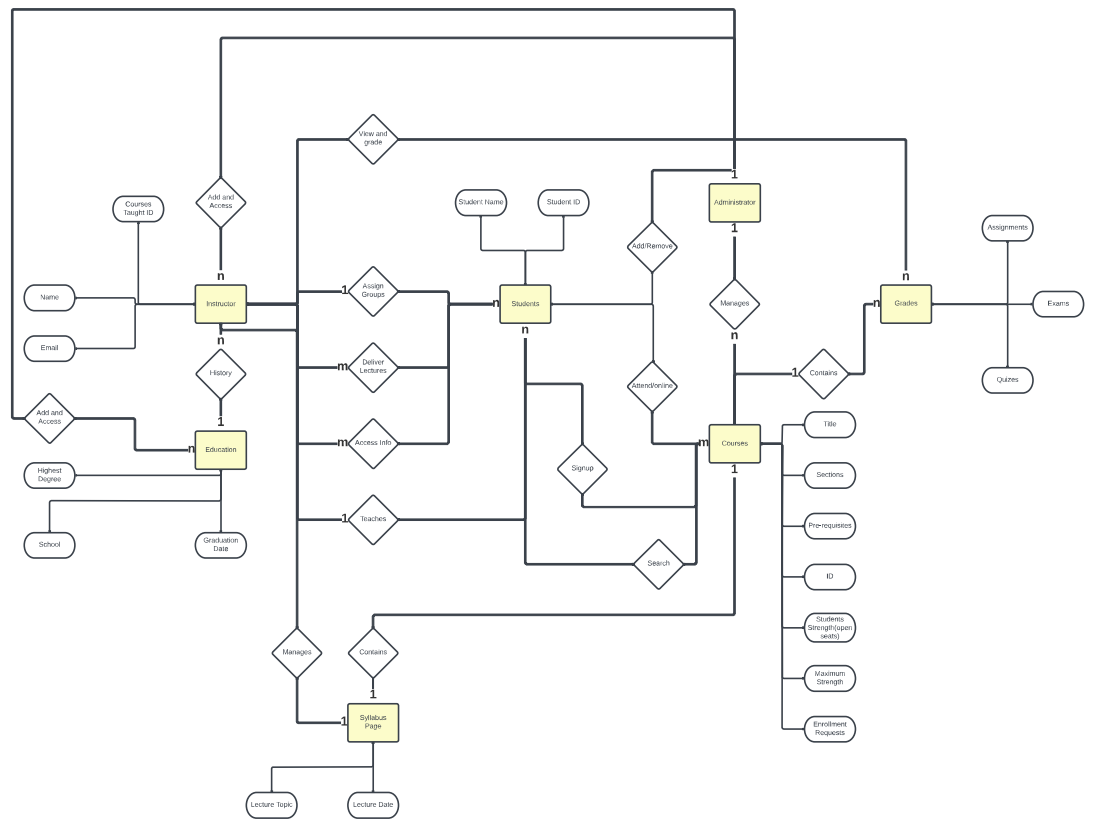 View and
grade
1
Add and
Access
Courses
Taught ID
Student Name
Student ID
Administrator
1
Assignments
Add/Remove
n
n
Name
Instructor
1
Assign
Groups
n
Students
Manages
n
Grades
Exams
n
n
n
Email
m
Deliver
Lectures
History
1
Contains
Quizes
Attend/online
Add and
Access
1
Title
n
Education
m
Access Info
m
Courses
Highest
Degree
1
Signup
Sections
1
Teaches
Pre-requisites
School
Graduation
Date
Search
ID
Students
Strength(open
seats)
Manages
Contains
Maximum
Strength
1
1
Syllabus
Page
Enrollment
Requests
Lecture Topic
Lecture Date